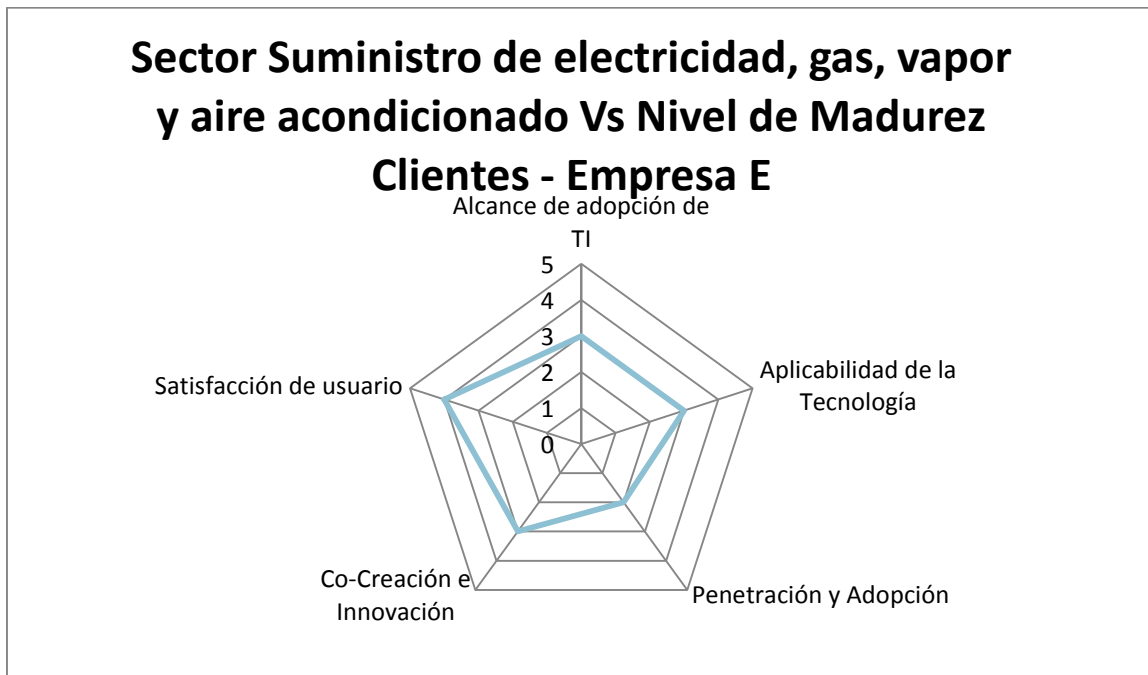 Sector Suministro de electricidad, gas, vapor
y aire acondicionado Vs Nivel de Madurez
Clientes - Empresa E
Alcance de adopción de
TI
5
4
3
2
1
0
Aplicabilidad de la
Tecnología
Penetración y Adopción
Co-Creación e
Innovación
Satisfacción de usuario